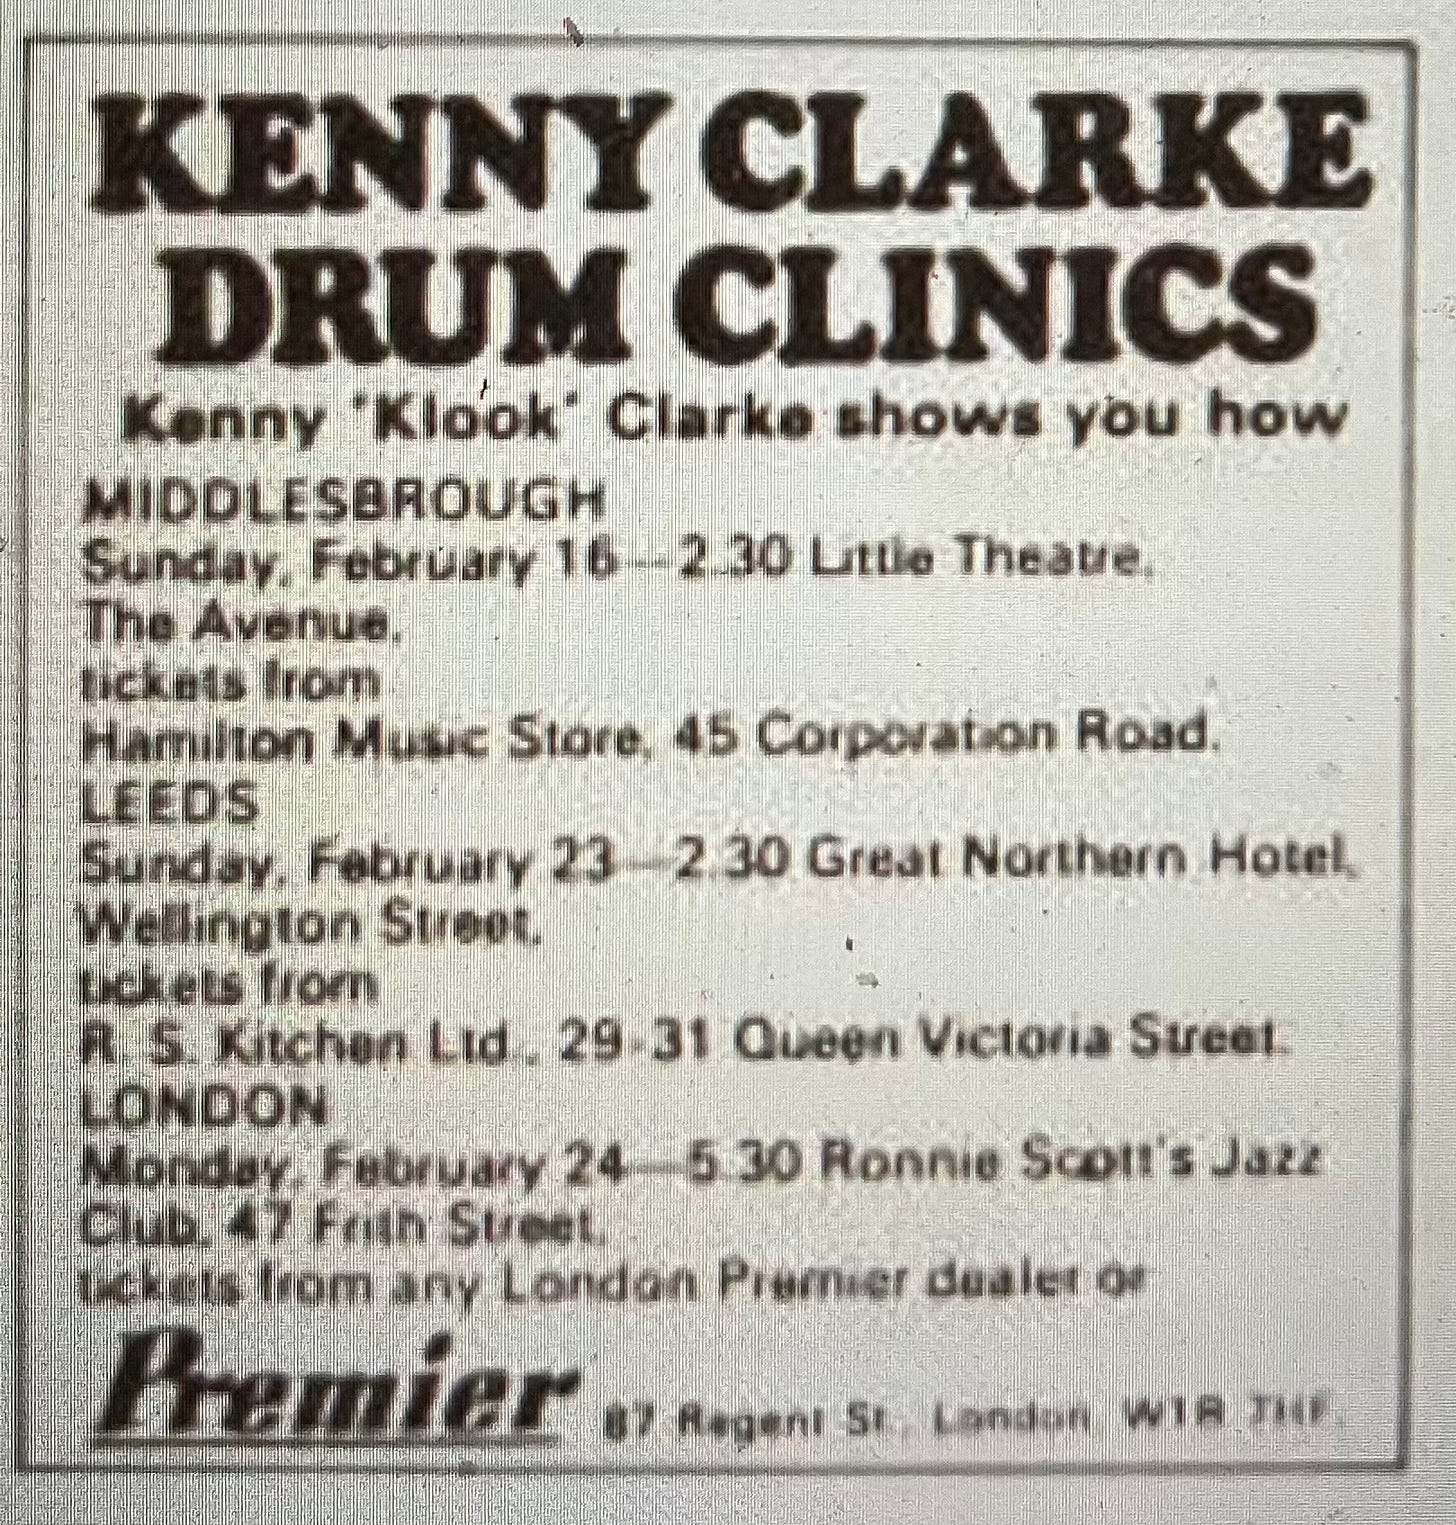 KENNY CLARKE
DRUM CLINICS
Kenny 'Klook' Clarke shows you how
MIDDLESBROUGH
Sunday, February 16—2.30 Little Theatre,
The Avenue,
tickets from
Hamilton Music Store, 45 Corporation Road.
LEEDS
Sunday, February 23—2.30 Great Northern Hotel,
Wellington Street,
tickets from
R. S. Kitchen Ltd., 29-31 Queen Victoria Street.
LONDON
Monday, February 24—5.30 Ronnie Scott's Jazz
Club, 47 Frith Street,
tickets from any London Premier dealer or
Premier 87 Regent St., London W1R